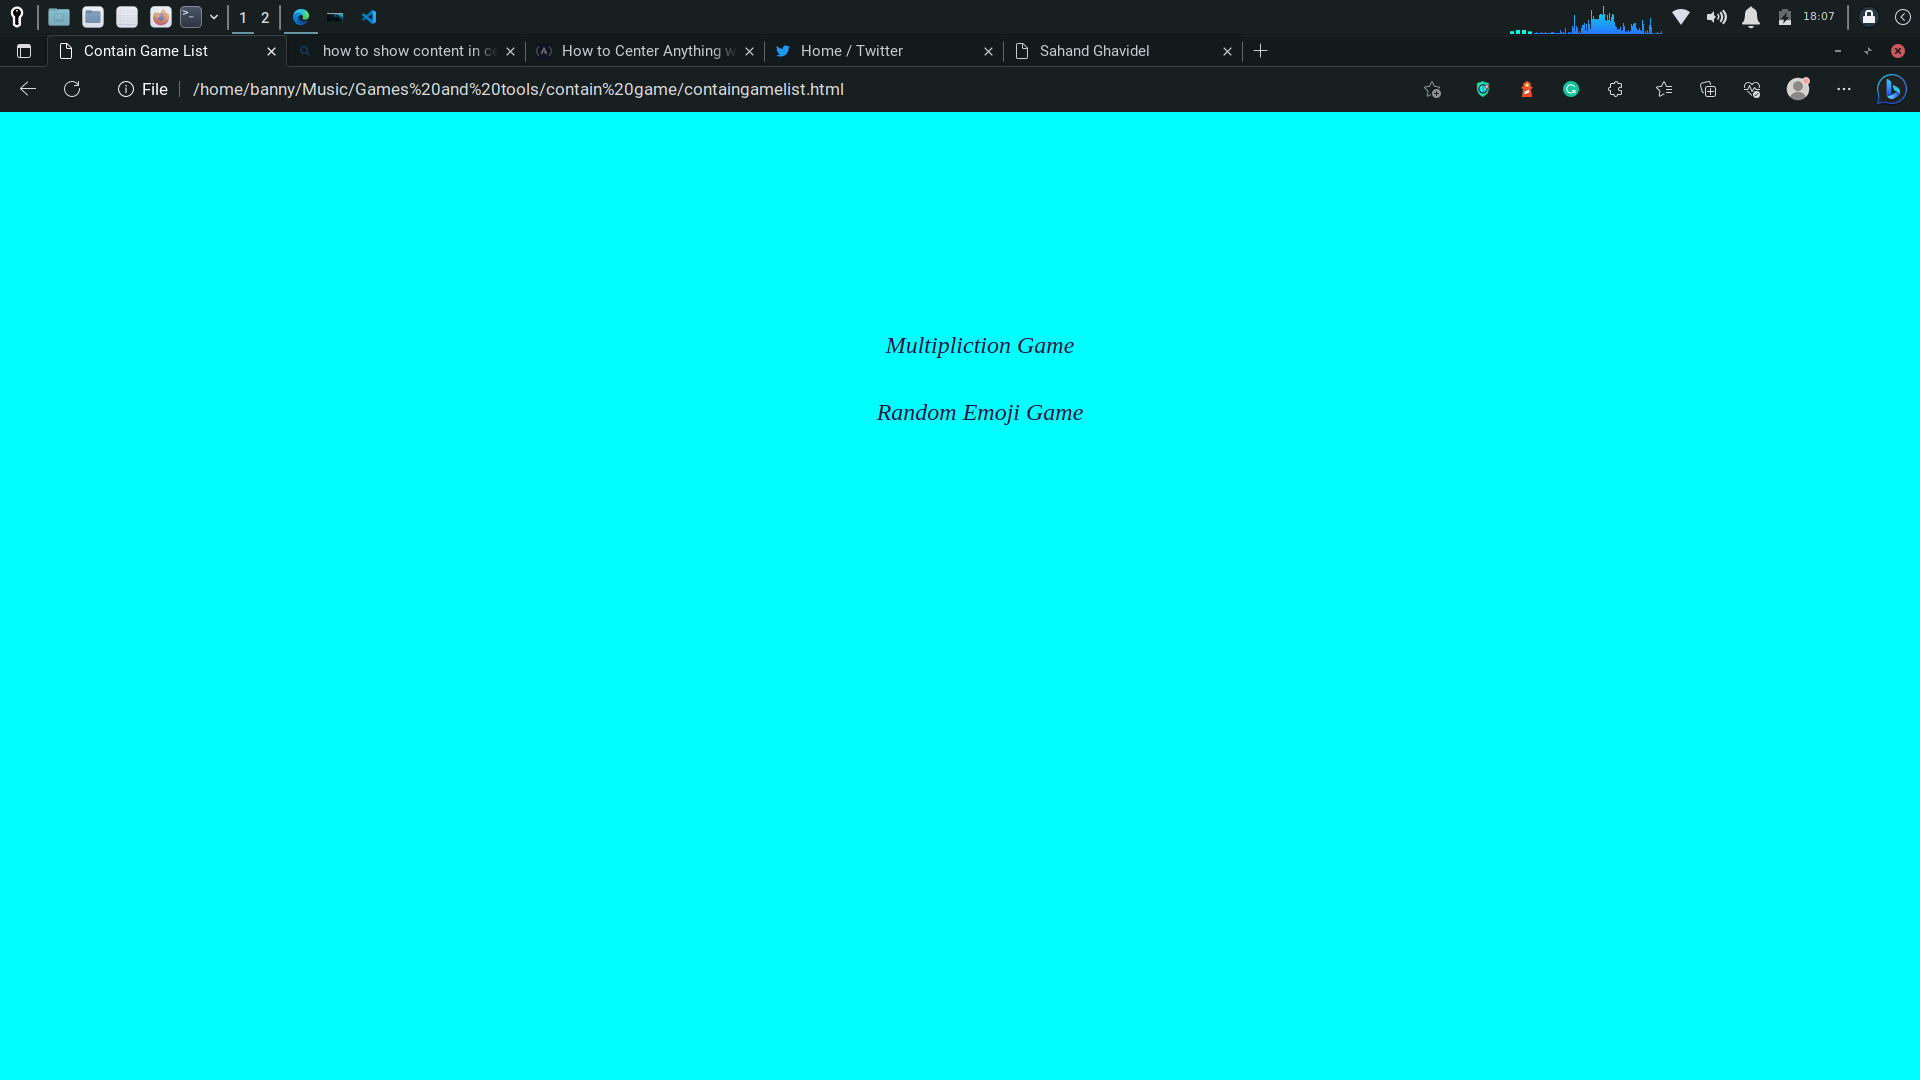 1 2
18:07
Contain Game List
how to show content in ce
How to Center Anything w
Home / Twitter
Sahand Ghavidel
File
/home/banny/Music/Games%20and%20tools/contain%20game/containgamelist.html
Multipliction Game
Random Emoji Game